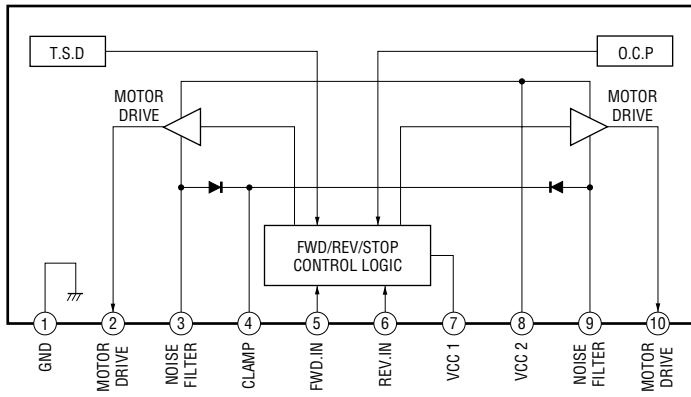 T.S.D
O.C.P
MOTOR
DRIVE
MOTOR
DRIVE
FWD/REV/STOP
CONTROL LOGIC
1
2
3
4
5
6
7
8
9
10
GND
MOTOR
DRIVE
NOISE
FILTER
CLAMP
FWD.IN
REV.IN
VCC 1
VCC 2
NOISE
FILTER
MOTOR
DRIVE